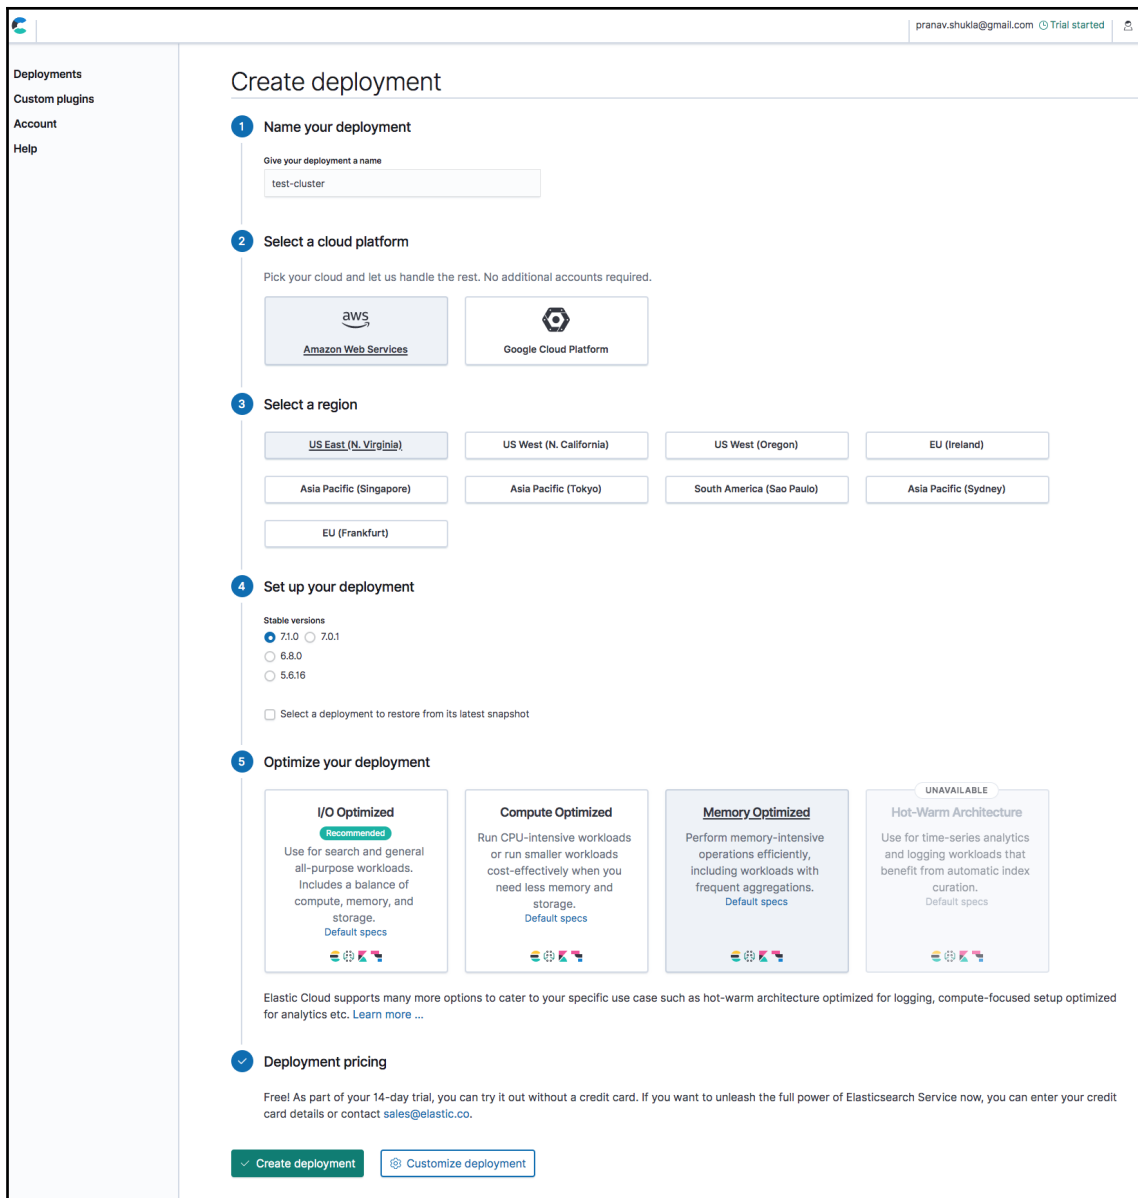 pranav.shukla@gmail.com Trial started
Deployments
Custom plugins
Account
Help
Create deployment
1 Name your deployment
Give your deployment a name
test-cluster
2 Select a cloud platform
Pick your cloud and let us handle the rest. No additional accounts required.
aws
Amazon Web Services
Google Cloud Platform
3 Select a region
US East (N. Virginia)
US West (N. California)
US West (Oregon)
EU (Ireland)
Asia Pacific (Singapore)
Asia Pacific (Tokyo)
South America (Sao Paulo)
Asia Pacific (Sydney)
EU (Frankfurt)
4 Set up your deployment
Stable versions
7.1.0 7.0.1
6.8.0
5.6.16
Select a deployment to restore from its latest snapshot
5 Optimize your deployment
I/O Optimized
Recommended
Use for search and general
all-purpose workloads.
Includes a balance of
compute, memory, and
storage.
Default specs
Compute Optimized
Run CPU-intensive workloads
or run smaller workloads
cost-effectively when you
need less memory and
storage.
Default specs
Memory Optimized
Perform memory-intensive
operations efficiently,
including workloads with
frequent aggregations.
Default specs
UNAVAILABLE
Hot-Warm Architecture
Use for time-series analytics
and logging workloads that
benefit from automatic index
curation.
Default specs
Elastic Cloud supports many more options to cater to your specific use case such as hot-warm architecture optimized for logging, compute-focused setup optimized
for analytics etc. Learn more ...
Deployment pricing
Free! As part of your 14-day trial, you can try it out without a credit card. If you want to unleash the full power of Elasticsearch Service now, you can enter your credit
card details or contact sales@elastic.co.
Create deployment
Customize deployment